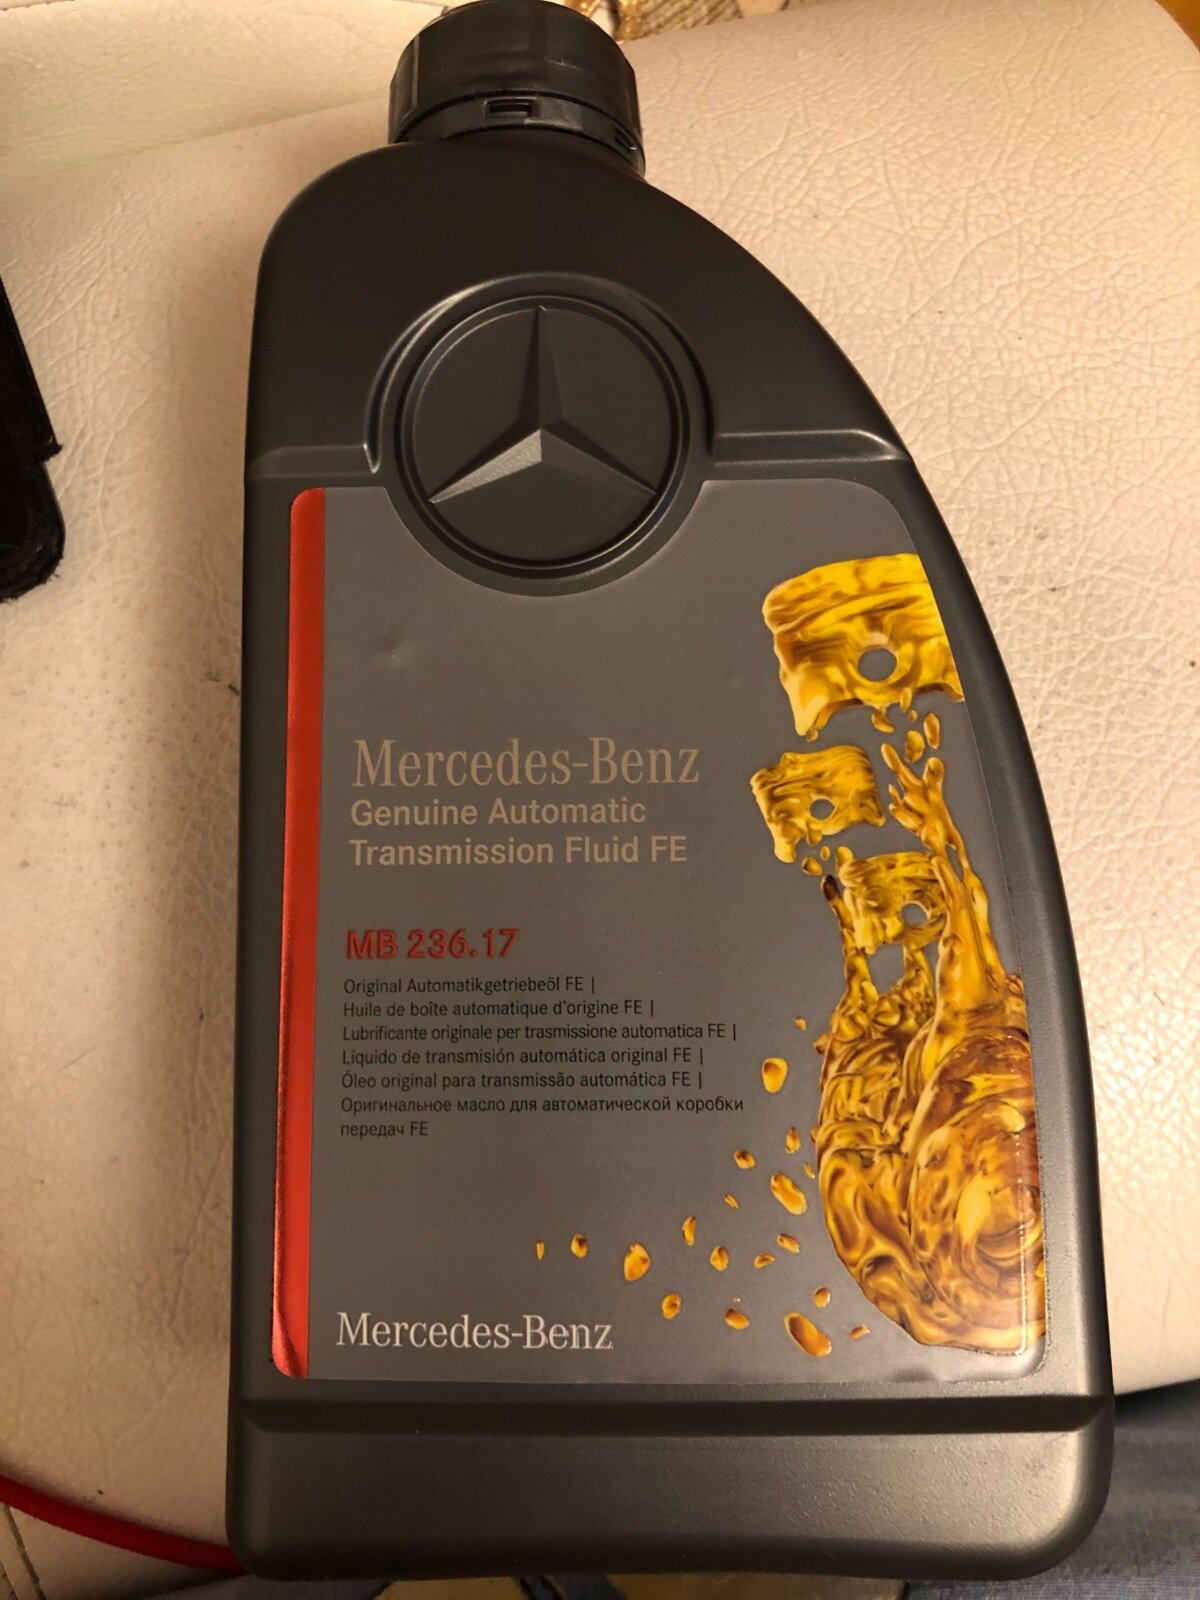 Mercedes-Benz
Genuine Automatic
Transmission Fluid FE
MB 236.17
Original Automatikgetriebeöl FE |
Huile de boîte automatique d'origine FE |
Lubrificante originale per trasmissione automatica FE |
Líquido de transmisión automática original FE |
Óleo original para transmissão automática FE |
Оригинальное масло для автоматической коробки
передач FE
Mercedes-Benz